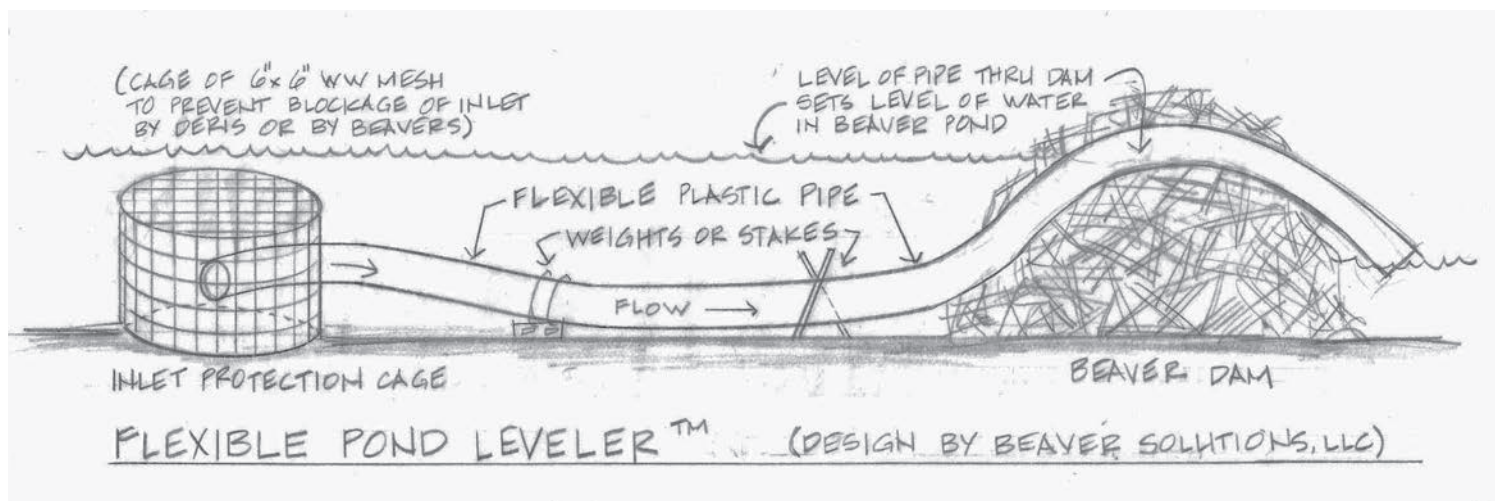 (CAGE OF 6"x 6" WW MESH
TO PREVENT BLOCKAGE OF INLET
BY DERIS OR BY BEAVERS)
LEVEL OF PIPE THRU DAM
SETS LEVEL OF WATER
IN BEAVER POND
FLEXIBLE PLASTIC PIPE
WEIGHTS OR STAKES
FLOW
INLET PROTECTION CAGE
BEAVER DAM
FLEXIBLE POND LEVELER™ (DESIGN BY BEAVER SOLUTIONS, LLC)